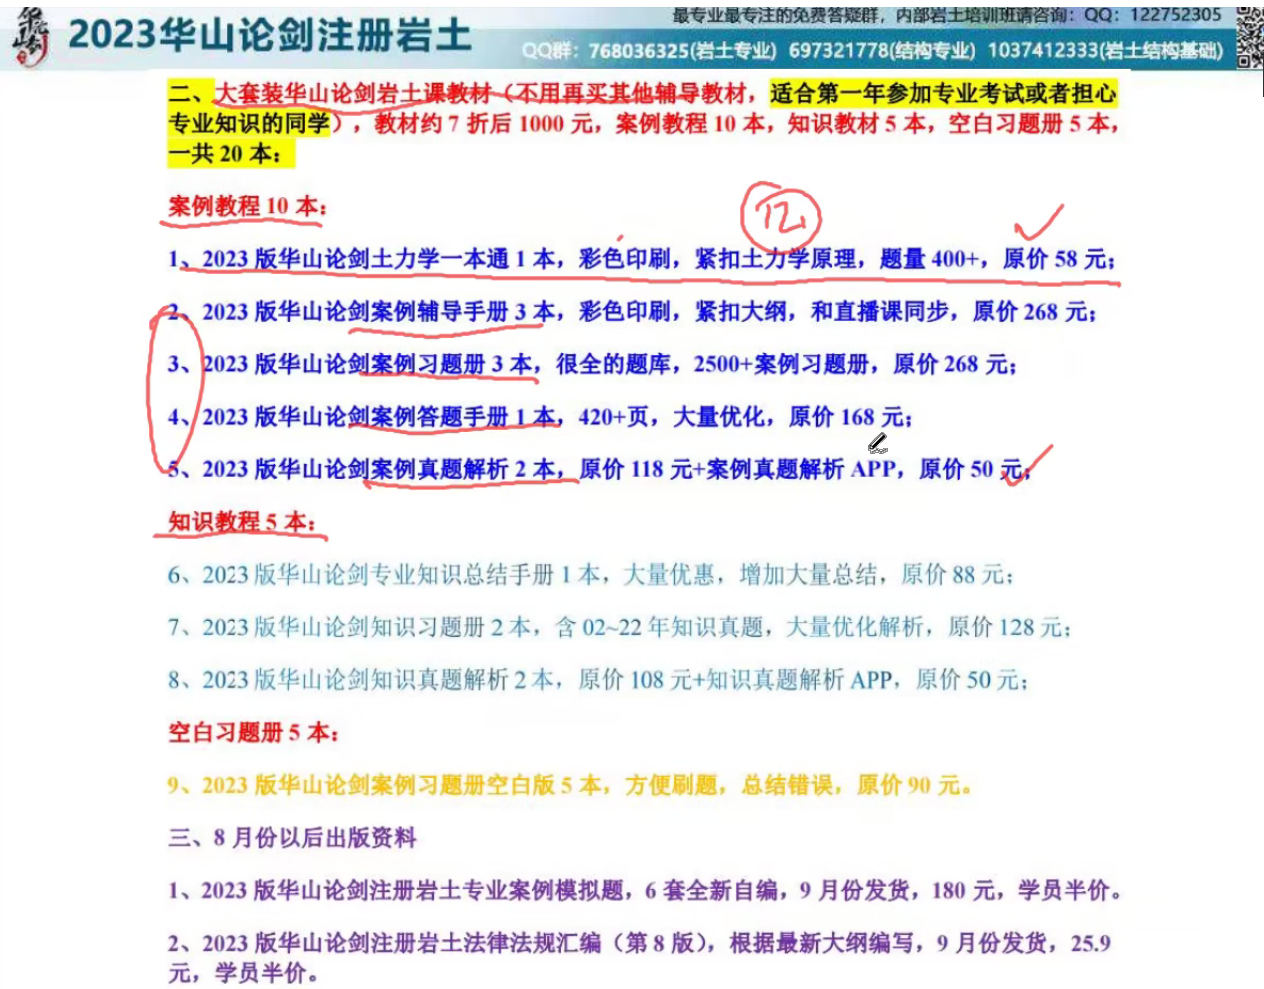 华山论剑
2023华山论剑注册岩土
最专业最专注的免费答疑群，内部岩土培训班请咨询：QQ：122752305
QQ群：768036325(岩土专业) 697321778(结构专业) 1037412333(岩土结构基础)
二、大套装华山论剑岩土课教材（不用再买其他辅导教材，适合第一年参加专业考试或者担心
专业知识的同学），教材约 7 折后 1000 元，案例教程 10 本，知识教材 5 本，空白习题册 5 本，
一共 20 本：
案例教程 10 本：
1、2023 版华山论剑土力学一本通 1 本，彩色印刷，紧扣土力学原理，题量 400+，原价 58 元；
2、2023 版华山论剑案例辅导手册 3 本，彩色印刷，紧扣大纲，和直播课同步，原价 268 元；
3、2023 版华山论剑案例习题册 3 本，很全的题库，2500+案例习题册，原价 268 元；
4、2023 版华山论剑案例答题手册 1 本，420+页，大量优化，原价 168 元；
5、2023 版华山论剑案例真题解析 2 本，原价 118 元+案例真题解析 APP，原价 50 元；
知识教程 5 本：
6、2023 版华山论剑专业知识总结手册 1 本，大量优惠，增加大量总结，原价 88 元；
7、2023 版华山论剑知识习题册 2 本，含 02~22 年知识真题，大量优化解析，原价 128 元；
8、2023 版华山论剑知识真题解析 2 本，原价 108 元+知识真题解析 APP，原价 50 元；
空白习题册 5 本：
9、2023 版华山论剑案例习题册空白版 5 本，方便刷题，总结错误，原价 90 元。
三、8 月份以后出版资料
1、2023 版华山论剑注册岩土专业案例模拟题，6 套全新自编，9 月份发货，180 元，学员半价。
2、2023 版华山论剑注册岩土法律法规汇编（第 8 版），根据最新大纲编写，9 月份发货，25.9
元，学员半价。